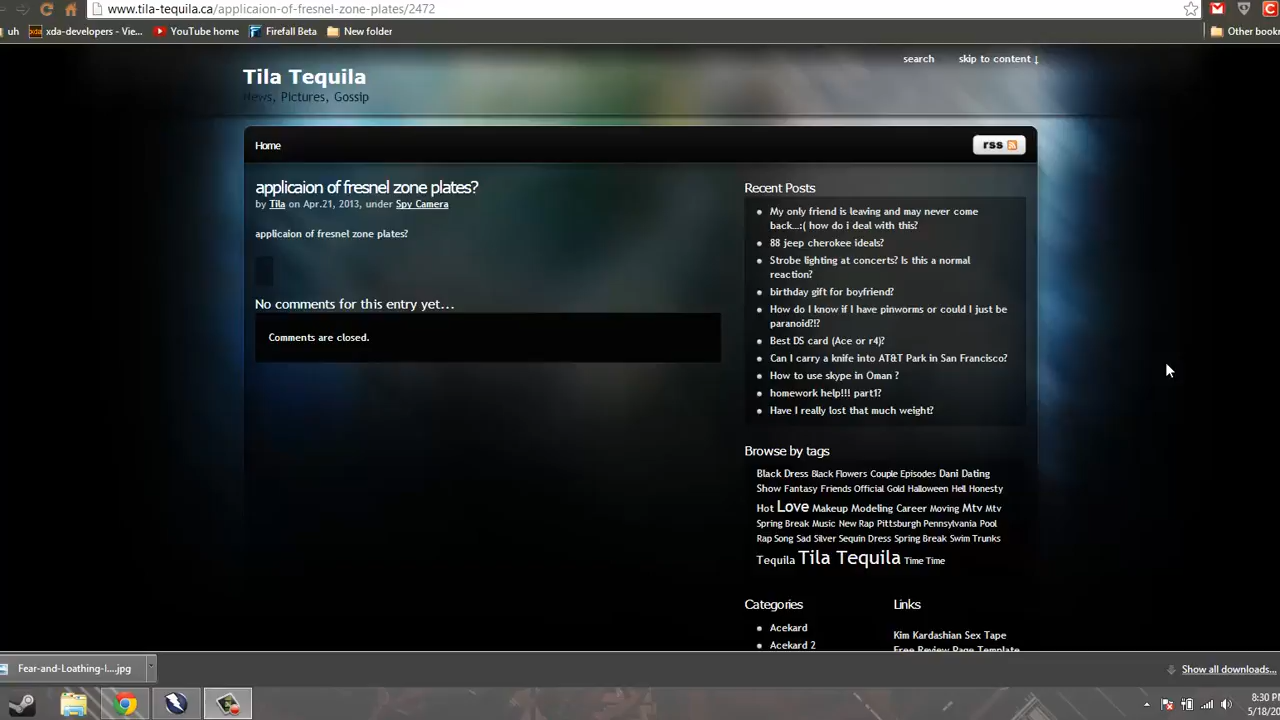 www.tila-tequila.ca/applicaion-of-fresnel-zone-plates/2472
uh xda-developers - Vie... YouTube home Firefall Beta New folder Other bookr
search skip to content ↓
Tila Tequila
News, Pictures, Gossip
Home
rss
applicaion of fresnel zone plates?
by Tila on Apr.21, 2013, under Spy Camera
applicaion of fresnel zone plates?
No comments for this entry yet...
Comments are closed.
Recent Posts
My only friend is leaving and may never come
back...:( how do i deal with this?
88 jeep cherokee ideals?
Strobe lighting at concerts? Is this a normal
reaction?
birthday gift for boyfriend?
How do I know if I have pinworms or could I just be
paranoid?!?
Best DS card (Ace or r4)?
Can I carry a knife into AT&T Park in San Francisco?
How to use skype in Oman ?
homework help!!! part1?
Have I really lost that much weight?
Browse by tags
Black Dress Black Flowers Couple Episodes Dani Dating
Show Fantasy Friends Official Gold Halloween Hell Honesty
Hot Love Makeup Modeling Career Moving Mtv Mtv
Spring Break Music New Rap Pittsburgh Pennsylvania Pool
Rap Song Sad Silver Sequin Dress Spring Break Swim Trunks
Tequila Tila Tequila Time Time
Categories
Acekard
Acekard 2
Links
Kim Kardashian Sex Tape
Free Review Page Template
Fear-and-Loathing-I....jpg
Show all downloads...
8:30 PM
5/18/20